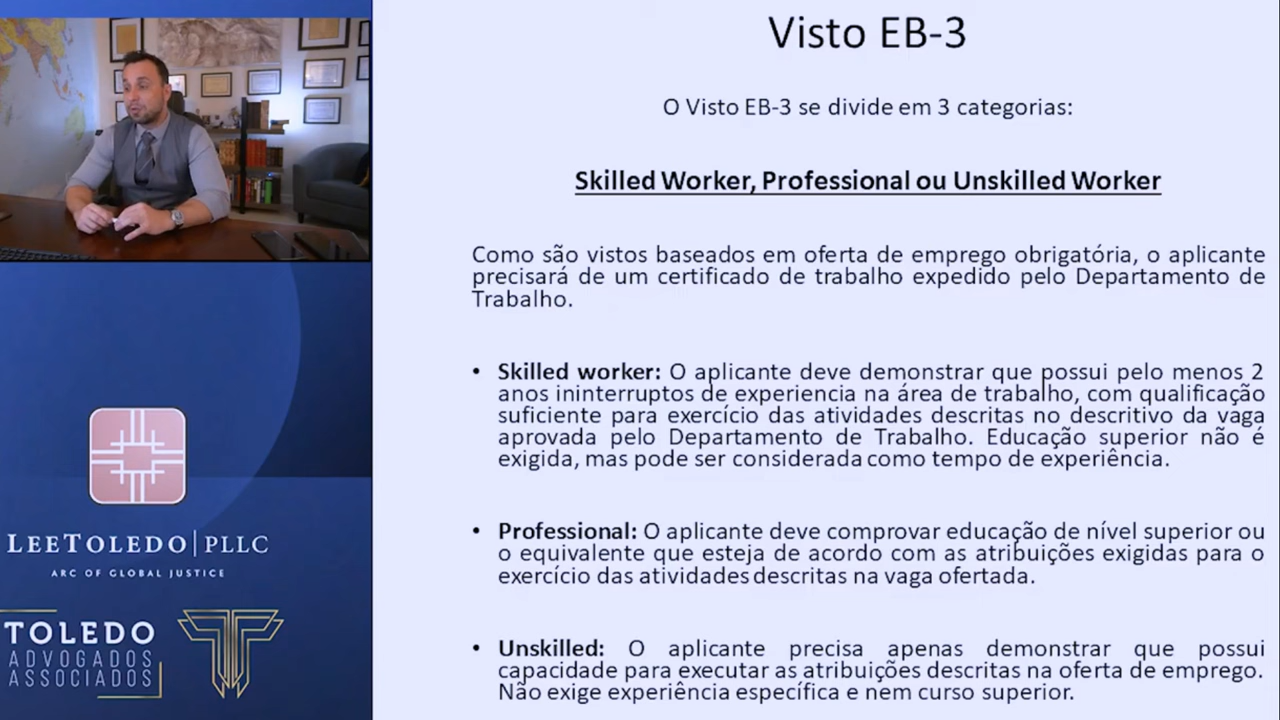 Visto EB-3
O Visto EB-3 se divide em 3 categorias:
Skilled Worker, Professional ou Unskilled Worker
Como são vistos baseados em oferta de emprego obrigatória, o aplicante
precisará de um certificado de trabalho expedido pelo Departamento de
Trabalho.
• Skilled worker: O aplicante deve demonstrar que possui pelo menos 2
anos ininterruptos de experiencia na área de trabalho, com qualificação
suficiente para exercício das atividades descritas no descritivo da vaga
aprovada pelo Departamento de Trabalho. Educação superior não é
exigida, mas pode ser considerada como tempo de experiência.
• Professional: O aplicante deve comprovar educação de nível superior ou
o equivalente que esteja de acordo com as atribuições exigidas para o
exercício das atividades descritas na vaga ofertada.
• Unskilled: O aplicante precisa apenas demonstrar que possui
capacidade para executar as atribuições descritas na oferta de emprego.
Não exige experiência específica e nem curso superior.
LEETOLEDO|PLLC
ARC OF GLOBAL JUSTICE
TOLEDO
ADVOGADOS
ASSOCIADOS